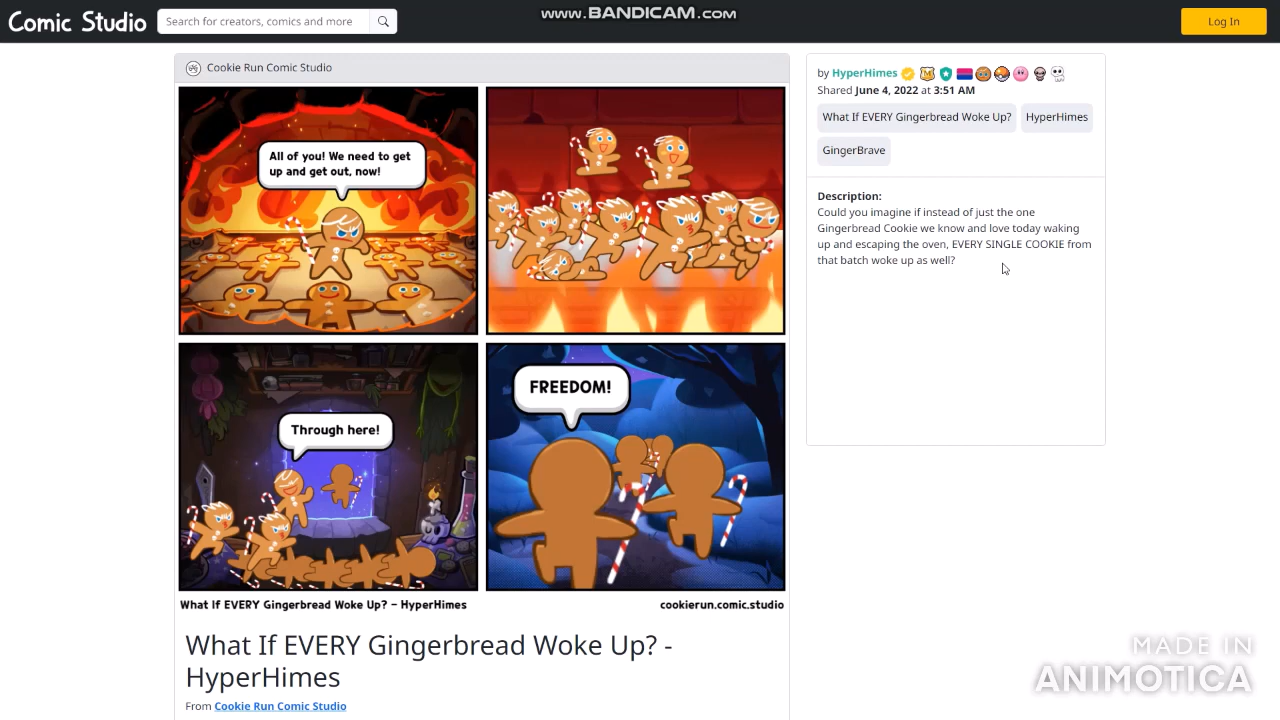 Comic Studio
Search for creators, comics and more
www.BANDICAM.com
Log In
Cookie Run Comic Studio
All of you! We need to get
up and get out, now!
Through here!
FREEDOM!
What If EVERY Gingerbread Woke Up? - HyperHimes
cookierun.comic.studio
What If EVERY Gingerbread Woke Up? -
HyperHimes
From Cookie Run Comic Studio
by HyperHimes
Shared June 4, 2022 at 3:51 AM
What If EVERY Gingerbread Woke Up?
HyperHimes
GingerBrave
Description:
Could you imagine if instead of just the one
Gingerbread Cookie we know and love today waking
up and escaping the oven, EVERY SINGLE COOKIE from
that batch woke up as well?
MADE IN
ANIMOTICA